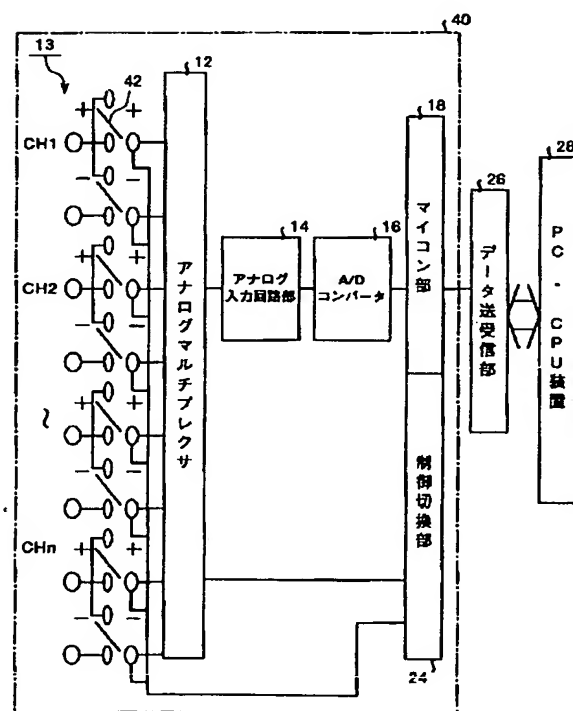 40
13
42
12
18
26
28
+ +
CH1
- -
+ +
CH2
- -
~
+ +
- -
CHn
+ +
- -
アナログマルチプレクサ
14
アナログ
入力回路部
16
A/D
コンバータ
マイコン部
制御切換部
24
データ送受信部
PC・CPU装置